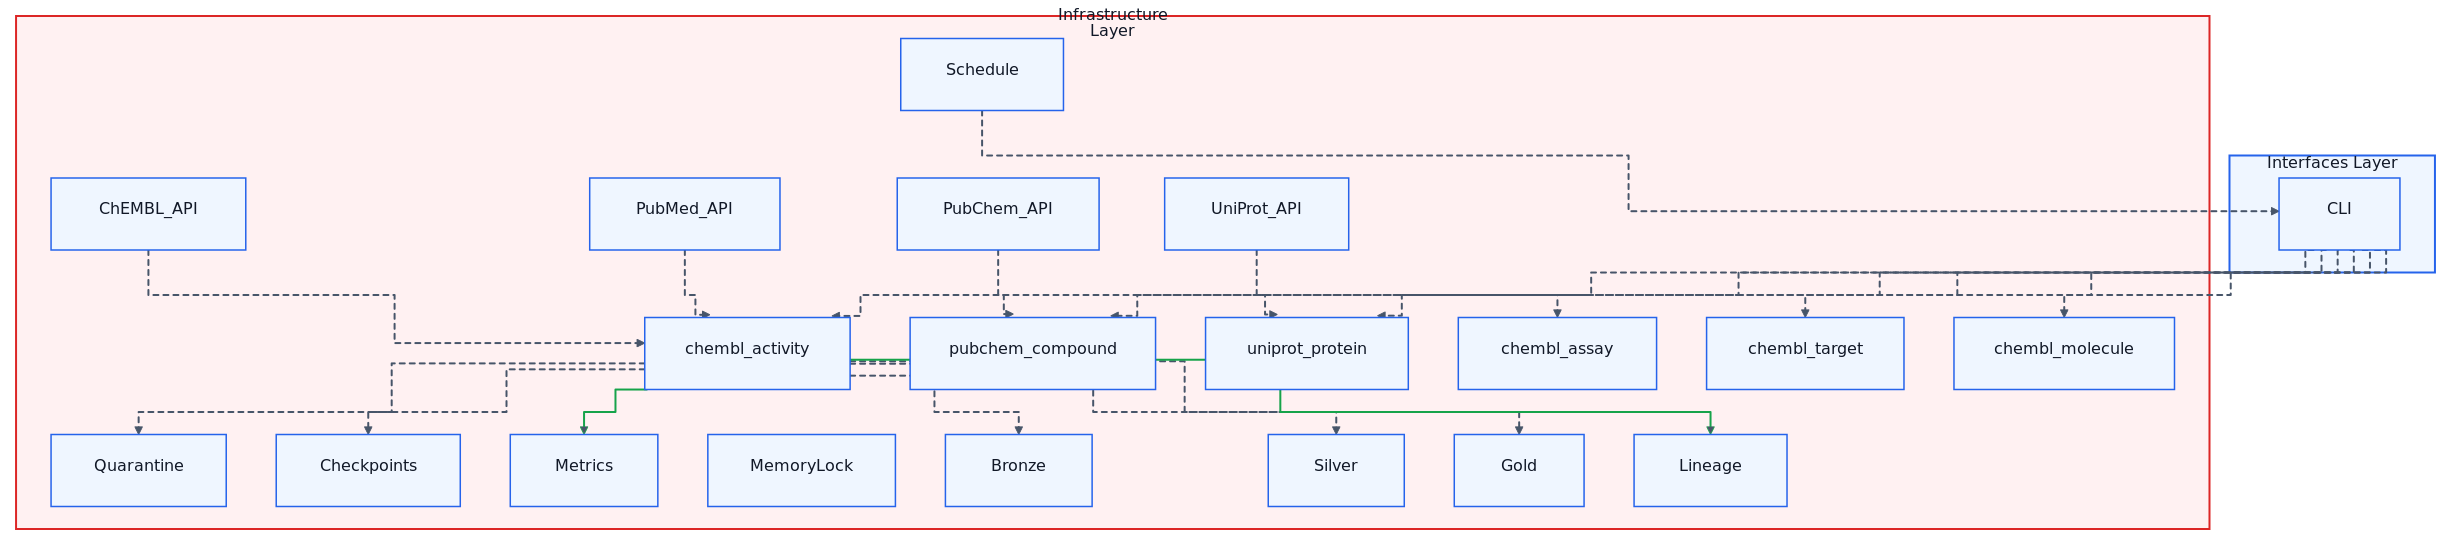 Infrastructure
Layer
Schedule
Interfaces Layer
ChEMBL_API
PubMed_API
PubChem_API
UniProt_API
CLI
chembl_activity
pubchem_compound
uniprot_protein
chembl_assay
chembl_target
chembl_molecule
Quarantine
Checkpoints
Metrics
MemoryLock
Bronze
Silver
Gold
Lineage